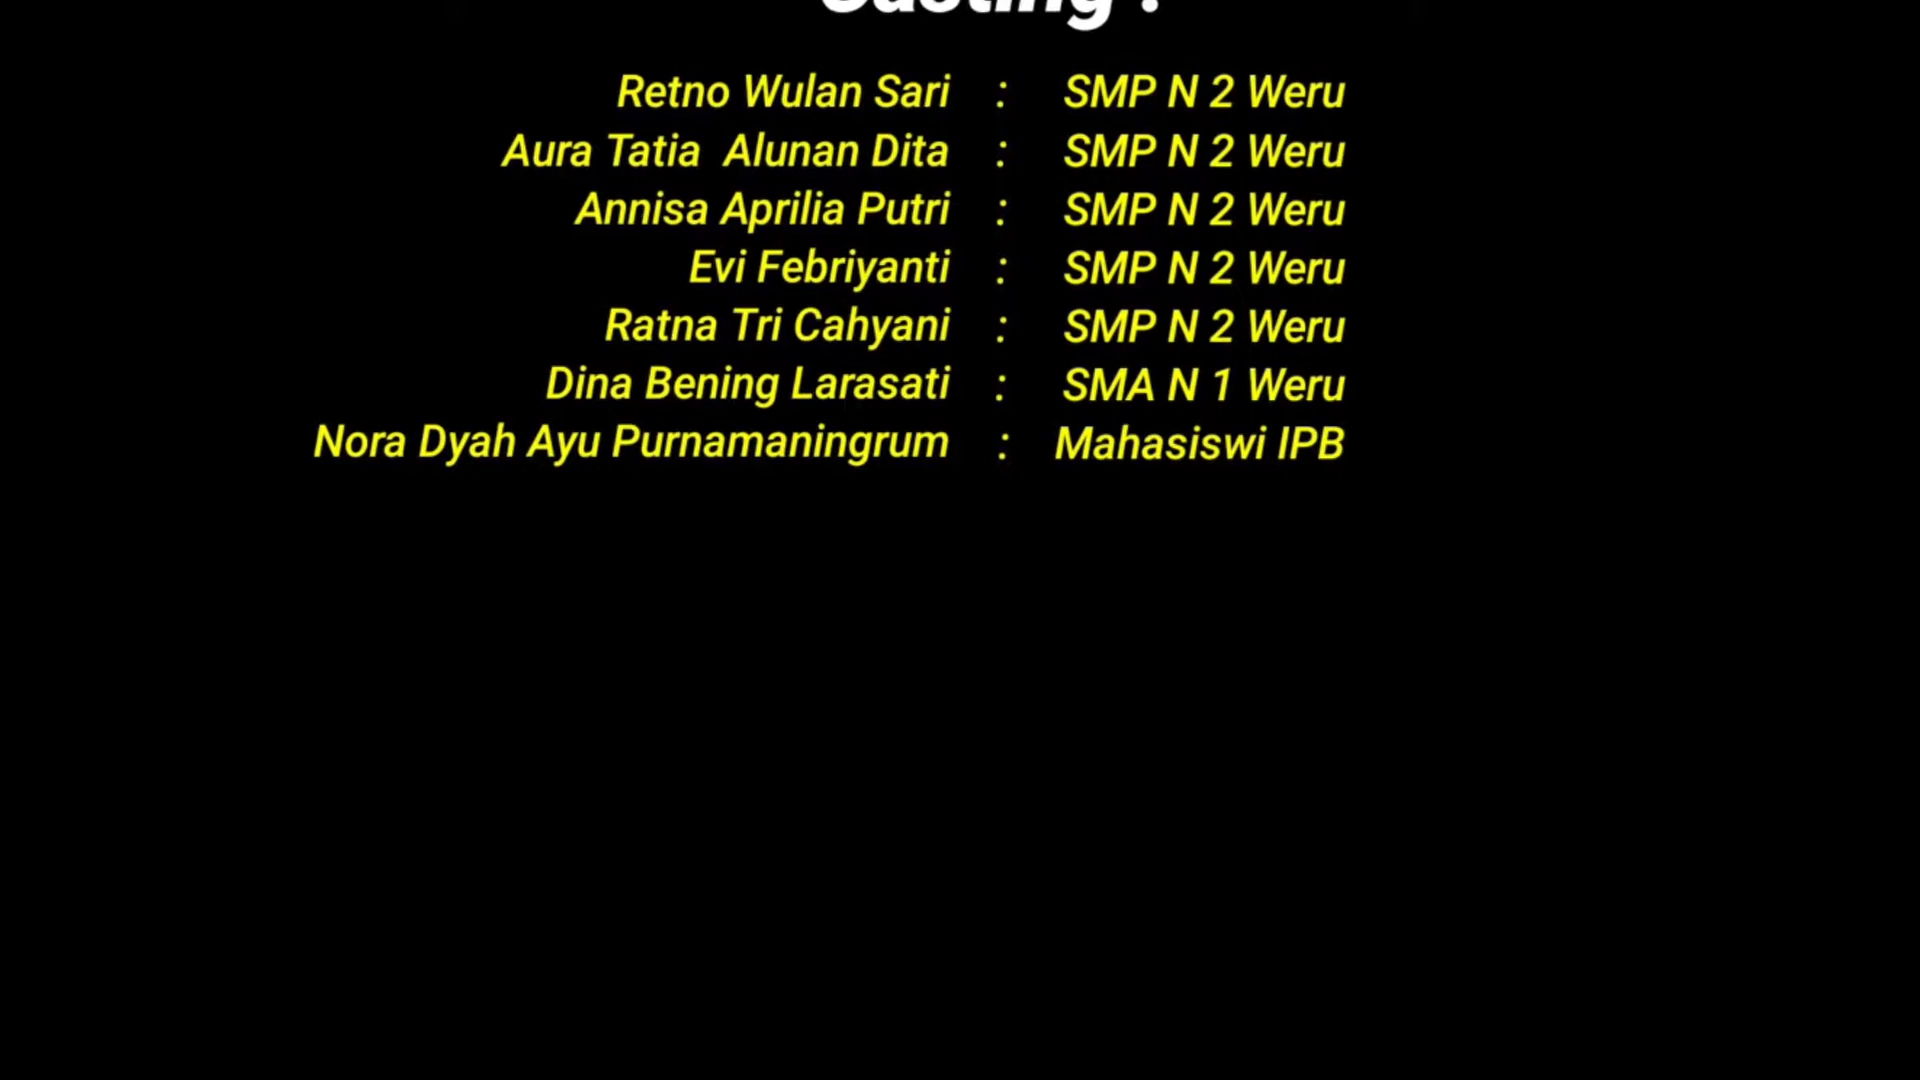 Casting :
Retno Wulan Sari : SMP N 2 Weru
Aura Tatia Alunan Dita : SMP N 2 Weru
Annisa Aprilia Putri : SMP N 2 Weru
Evi Febriyanti : SMP N 2 Weru
Ratna Tri Cahyani : SMP N 2 Weru
Dina Bening Larasati : SMA N 1 Weru
Nora Dyah Ayu Purnamaningrum : Mahasiswi IPB